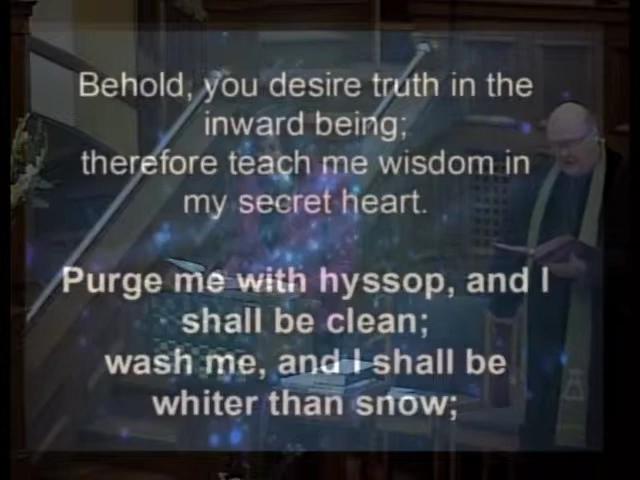 Behold, you desire truth in the
inward being;
therefore teach me wisdom in
my secret heart.
Purge me with hyssop, and I
shall be clean;
wash me, and I shall be
whiter than snow;